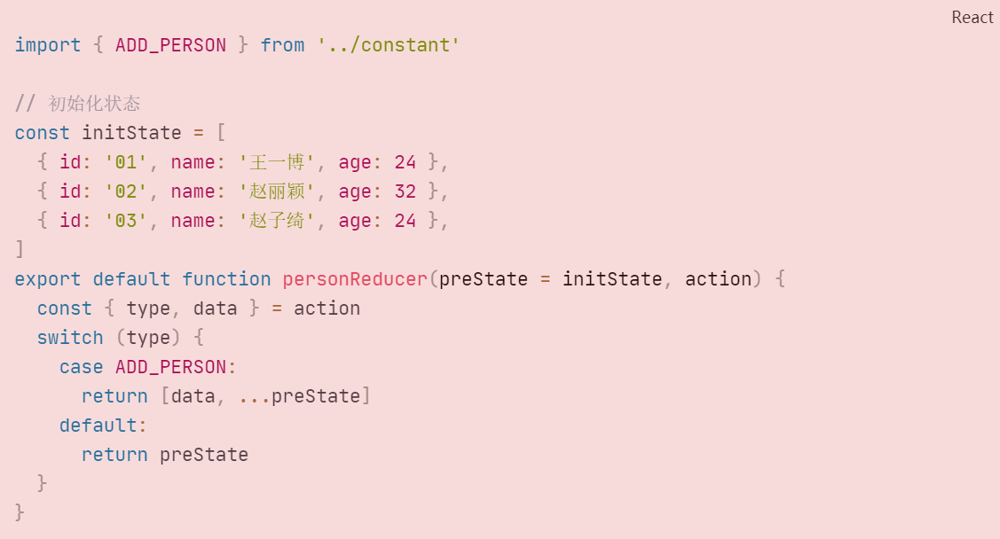 React
import { ADD_PERSON } from '../constant'
// 初始化状态
const initState = [
  { id: '01', name: '王一博', age: 24 },
  { id: '02', name: '赵丽颖', age: 32 },
  { id: '03', name: '赵子绮', age: 24 },
]
export default function personReducer(preState = initState, action) {
  const { type, data } = action
  switch (type) {
    case ADD_PERSON:
      return [data, ...preState]
    default:
      return preState
  }
}